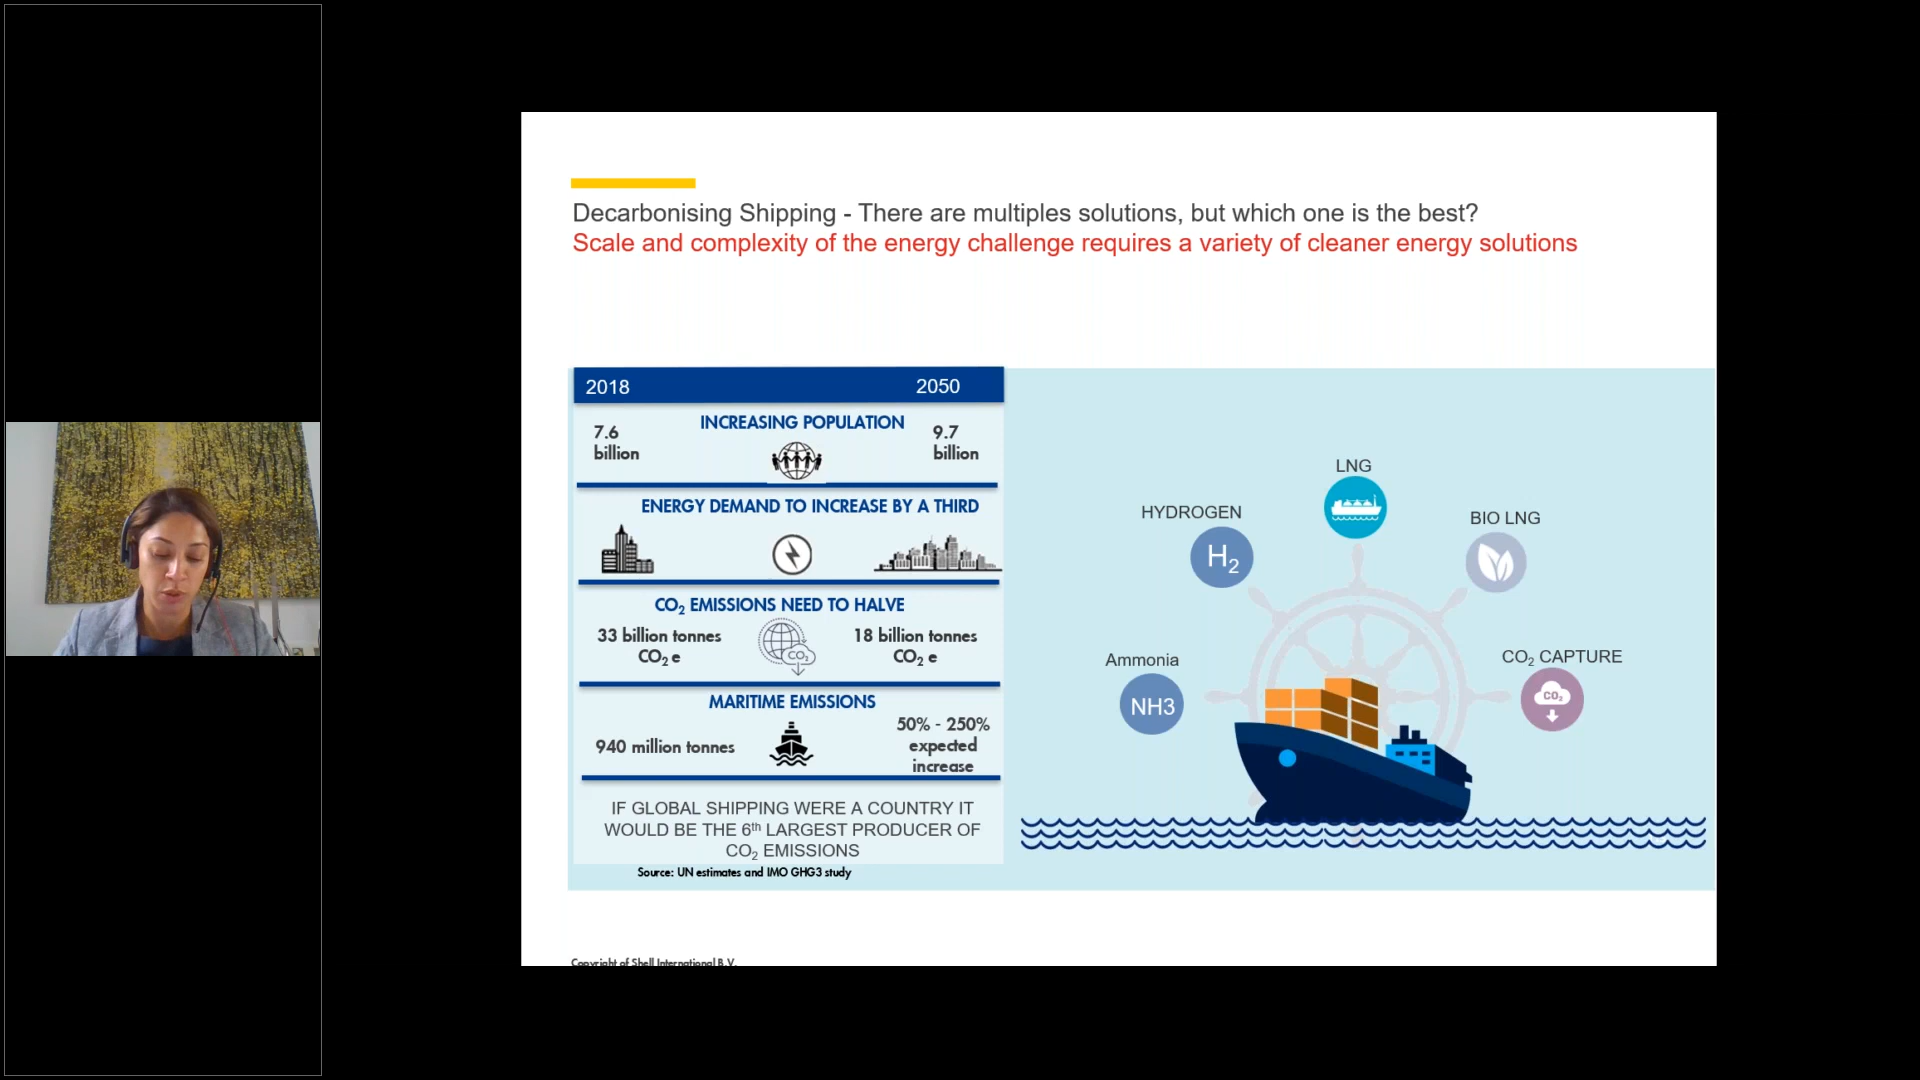 Decarbonising Shipping - There are multiples solutions, but which one is the best?
Scale and complexity of the energy challenge requires a variety of cleaner energy solutions
2018 2050
INCREASING POPULATION
7.6
billion
9.7
billion
ENERGY DEMAND TO INCREASE BY A THIRD
CO₂ EMISSIONS NEED TO HALVE
33 billion tonnes
CO₂ e
CO₂
18 billion tonnes
CO₂ e
MARITIME EMISSIONS
940 million tonnes
50% - 250%
expected
increase
IF GLOBAL SHIPPING WERE A COUNTRY IT
WOULD BE THE 6th LARGEST PRODUCER OF
CO₂ EMISSIONS
Source: UN estimates and IMO GHG3 study
LNG
HYDROGEN
H₂
BIO LNG
Ammonia
NH3
CO₂ CAPTURE
CO₂
Copyright of Shell International B.V.